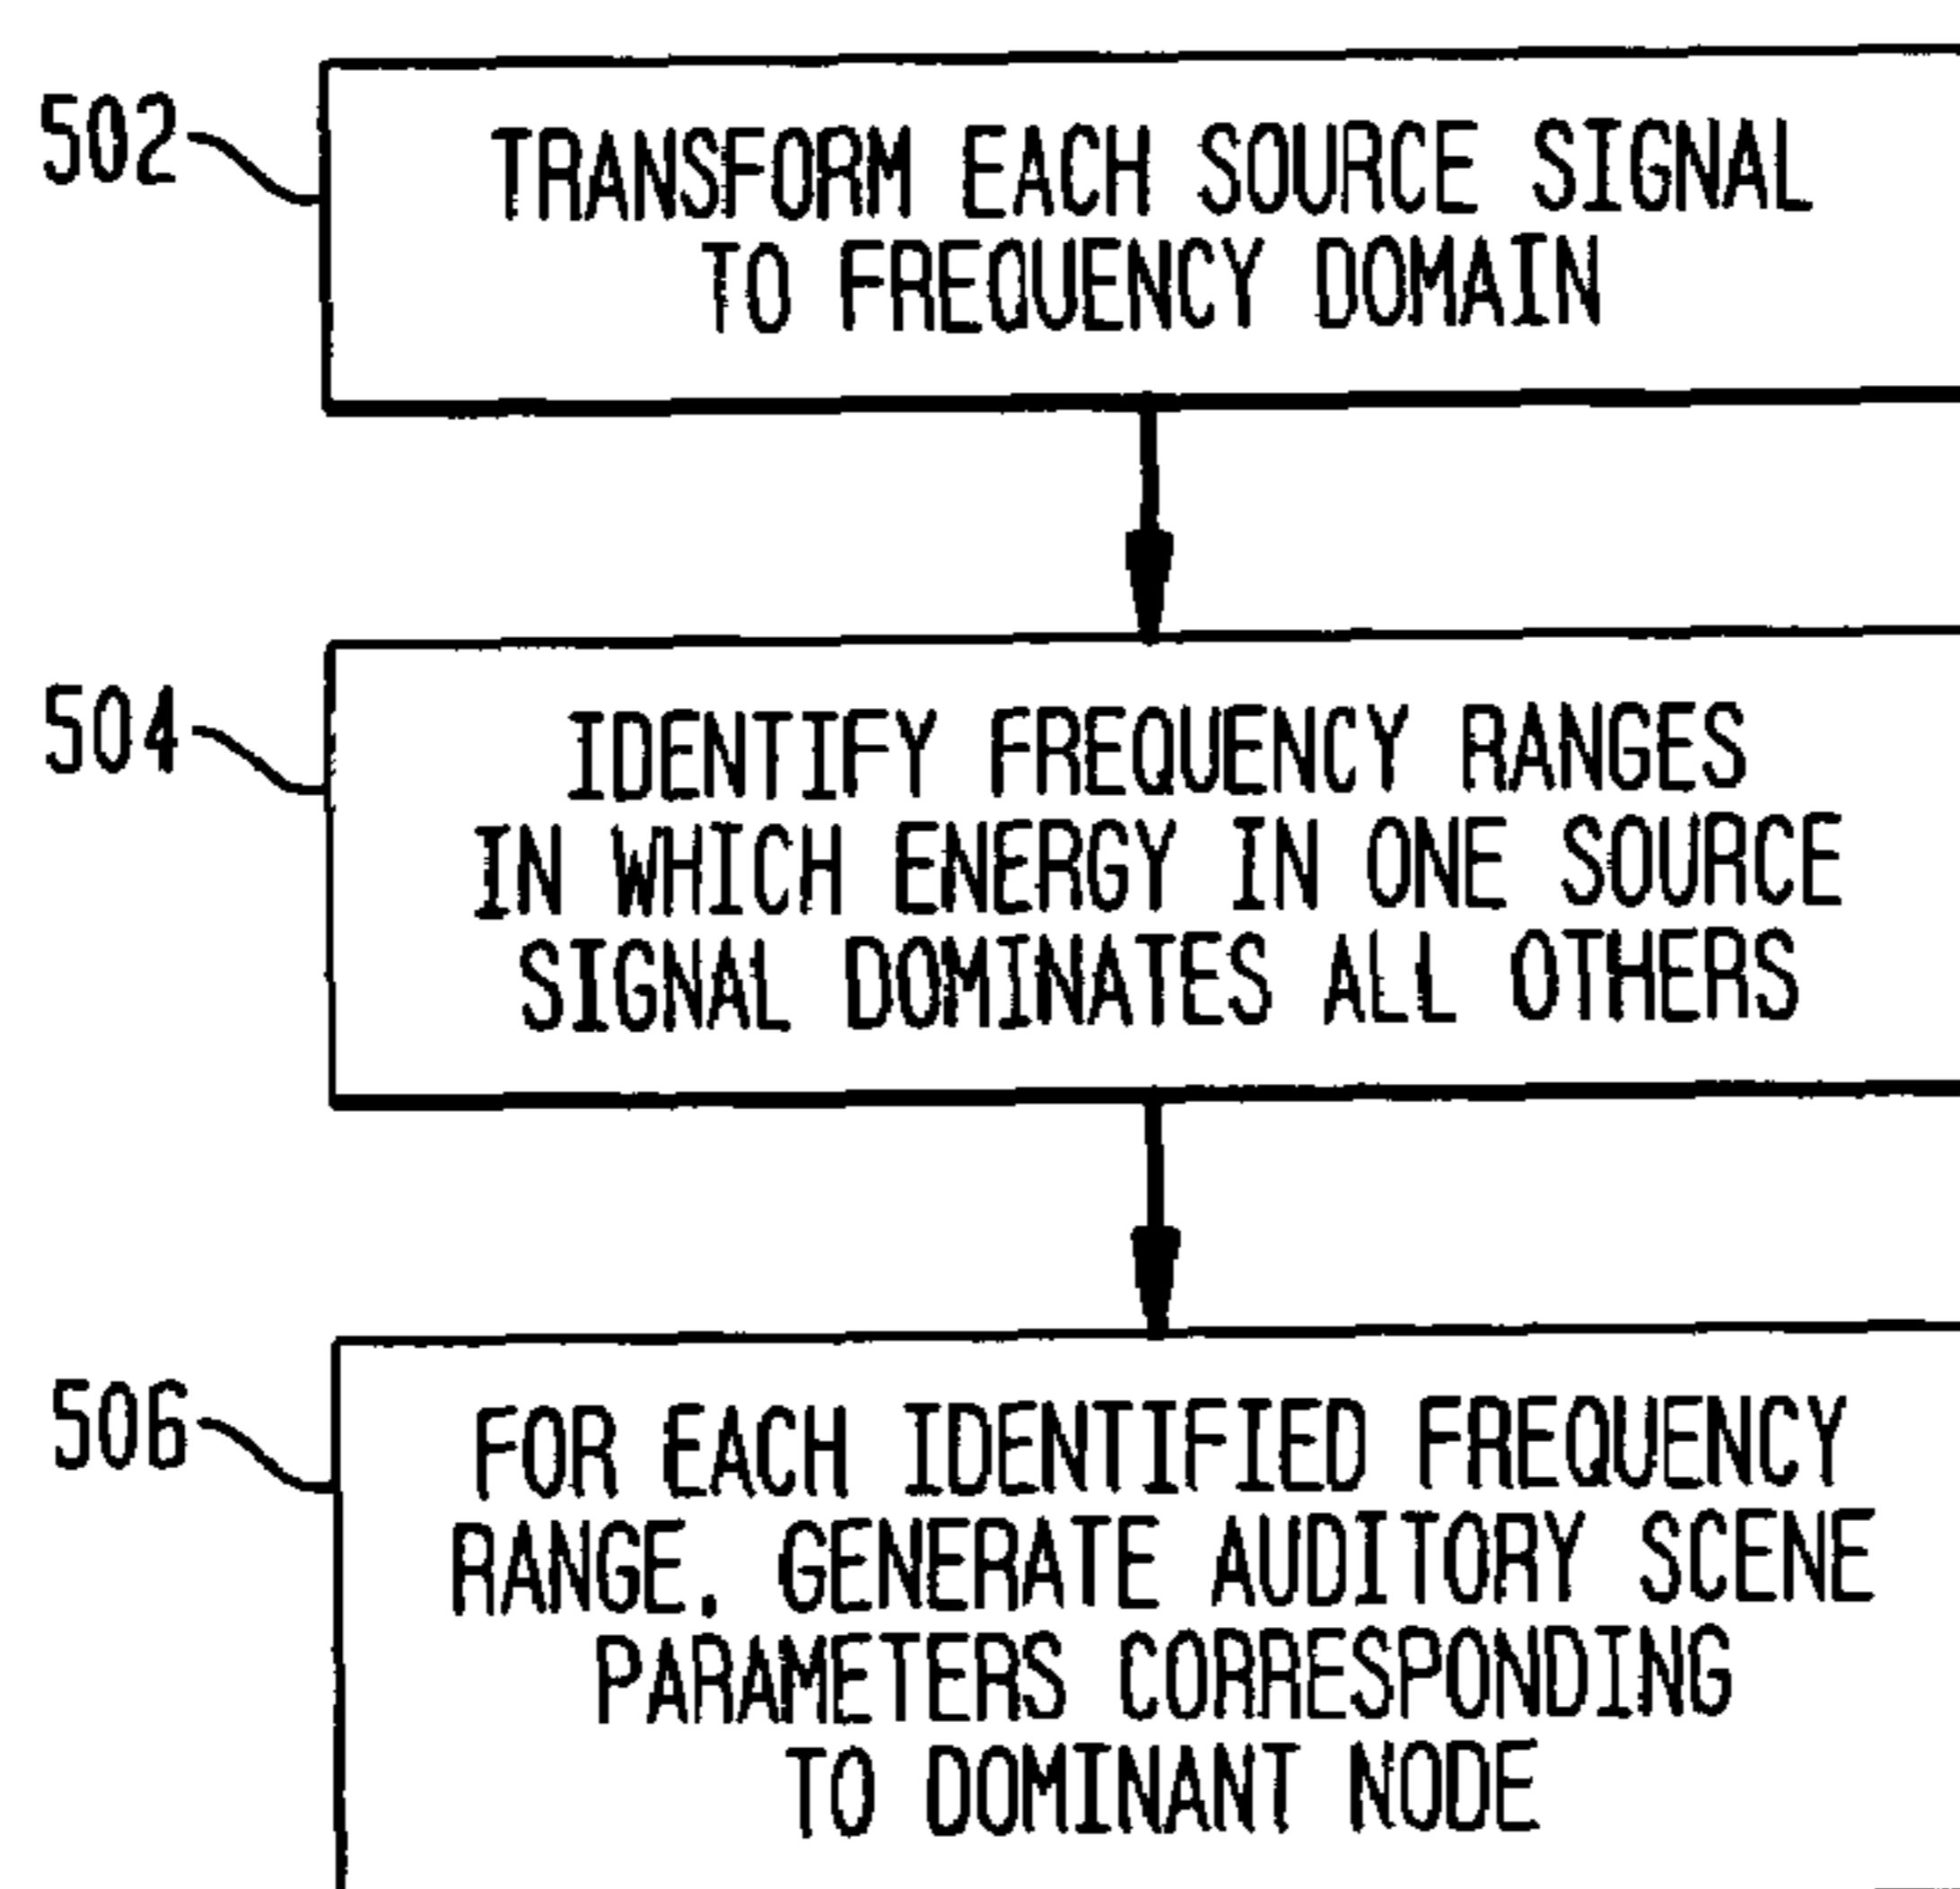 502
TRANSFORM EACH SOURCE SIGNAL
TO FREQUENCY DOMAIN
504
IDENTIFY FREQUENCY RANGES
IN WHICH ENERGY IN ONE SOURCE
SIGNAL DOMINATES ALL OTHERS
506
FOR EACH IDENTIFIED FREQUENCY
RANGE, GENERATE AUDITORY SCENE
PARAMETERS CORRESPONDING
TO DOMINANT NODE